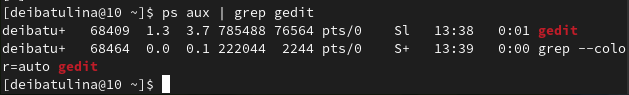 [deibatulina@10 ~]$ ps aux | grep gedit
deibatu+   68409  1.3  3.7 785488 76564 pts/0    Sl   13:38   0:01 gedit
deibatu+   68464  0.0  0.1 222044  2244 pts/0    S+   13:39   0:00 grep --colo
r=auto gedit
[deibatulina@10 ~]$